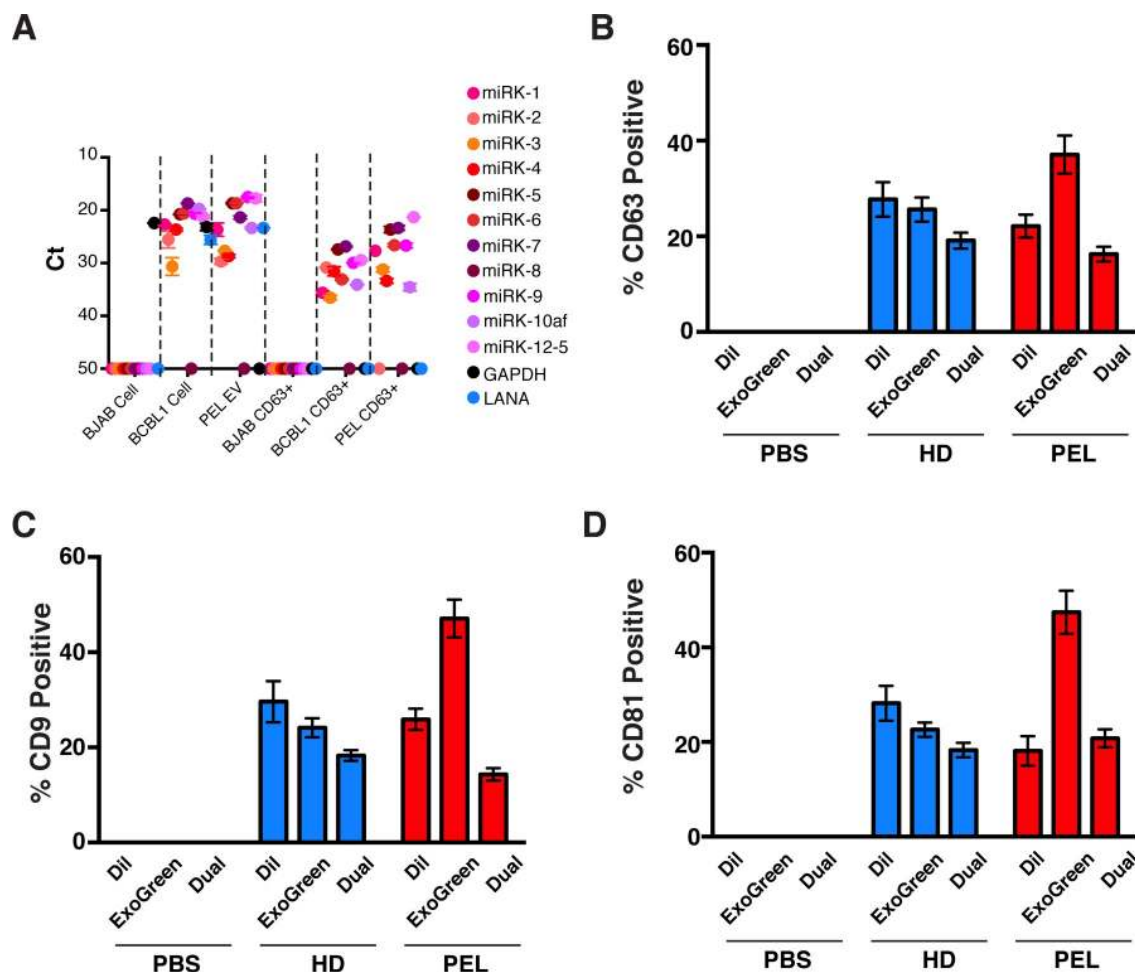 A
Ct
10
20
30
40
50
BJAB Cell
BCBL1 Cell
PEL EV
BJAB CD63+
BCBL1 CD63+
PEL CD63+
miRK-1
miRK-2
miRK-3
miRK-4
miRK-5
miRK-6
miRK-7
miRK-8
miRK-9
miRK-10af
miRK-12-5
GAPDH
LANA
B
% CD63 Positive
60
40
20
0
DiI ExoGreen Dual DiI ExoGreen Dual DiI ExoGreen Dual
PBS HD PEL
C
% CD9 Positive
60
40
20
0
DiI ExoGreen Dual DiI ExoGreen Dual DiI ExoGreen Dual
PBS HD PEL
D
% CD81 Positive
60
40
20
0
DiI ExoGreen Dual DiI ExoGreen Dual DiI ExoGreen Dual
PBS HD PEL